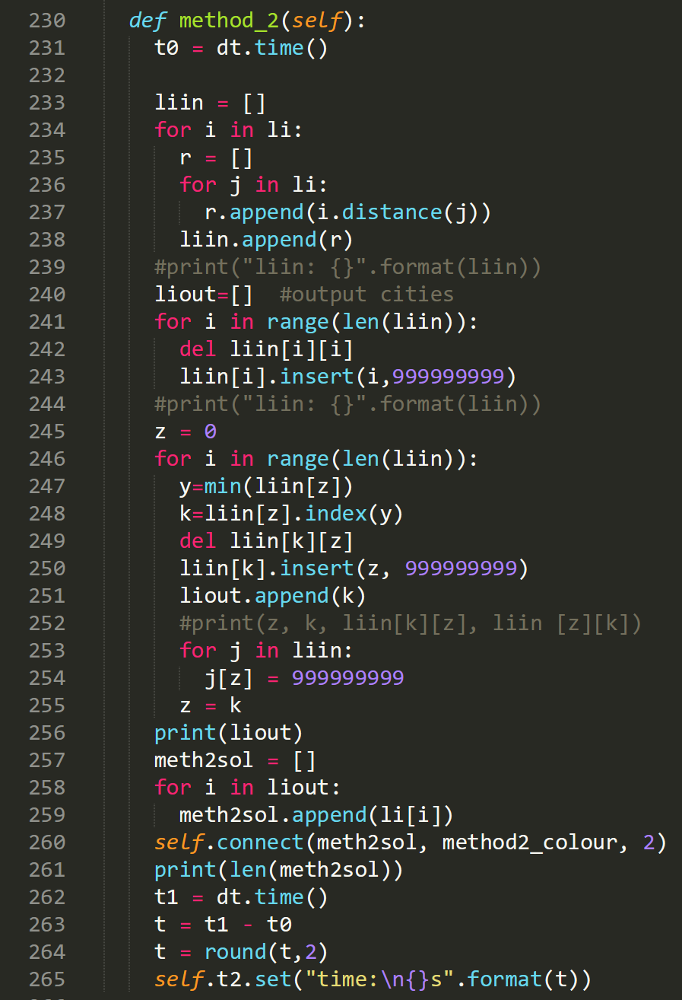 230 def method_2(self):
231 t0 = dt.time()
232
233 liin = []
234 for i in li:
235 r = []
236 for j in li:
237 r.append(i.distance(j))
238 liin.append(r)
239 #print("liin: {}".format(liin))
240 liout=[]  #output cities
241 for i in range(len(liin)):
242 del liin[i][i]
243 liin[i].insert(i,999999999)
244 #print("liin: {}".format(liin))
245 z = 0
246 for i in range(len(liin)):
247 y=min(liin[z])
248 k=liin[z].index(y)
249 del liin[k][z]
250 liin[k].insert(z, 999999999)
251 liout.append(k)
252 #print(z, k, liin[k][z], liin [z][k])
253 for j in liin:
254 j[z] = 999999999
255 z = k
256 print(liout)
257 meth2sol = []
258 for i in liout:
259 meth2sol.append(li[i])
260 self.connect(meth2sol, method2_colour, 2)
261 print(len(meth2sol))
262 t1 = dt.time()
263 t = t1 - t0
264 t = round(t,2)
265 self.t2.set("time:\n{}s".format(t))